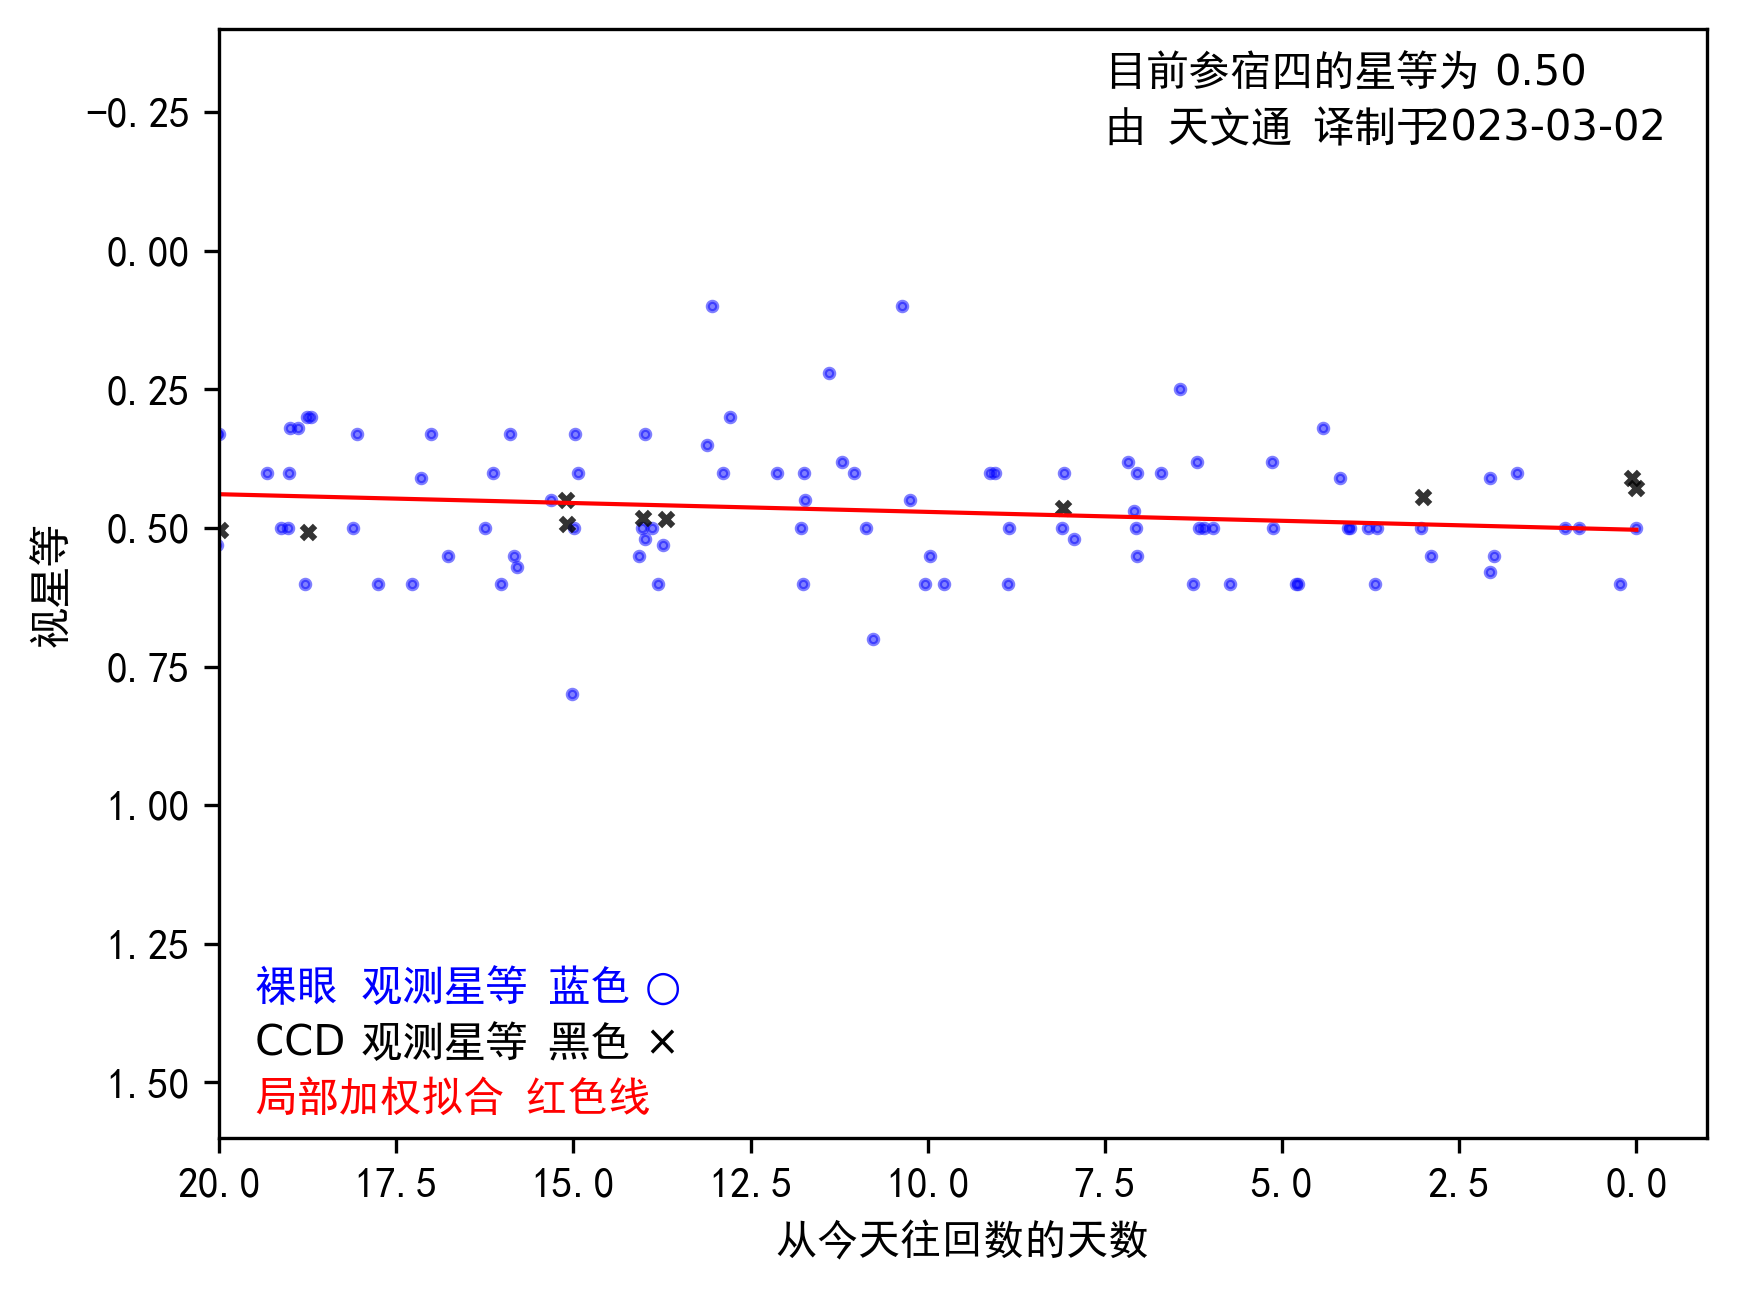 目前参宿四的星等为 0.50
由 天文通 译制于2023-03-02
-0.25
0.00
0.25
0.50
0.75
1.00
1.25
1.50
视星等
裸眼 观测星等 蓝色 ○
CCD 观测星等 黑色 ×
局部加权拟合 红色线
20.0 17.5 15.0 12.5 10.0 7.5 5.0 2.5 0.0
从今天往回数的天数